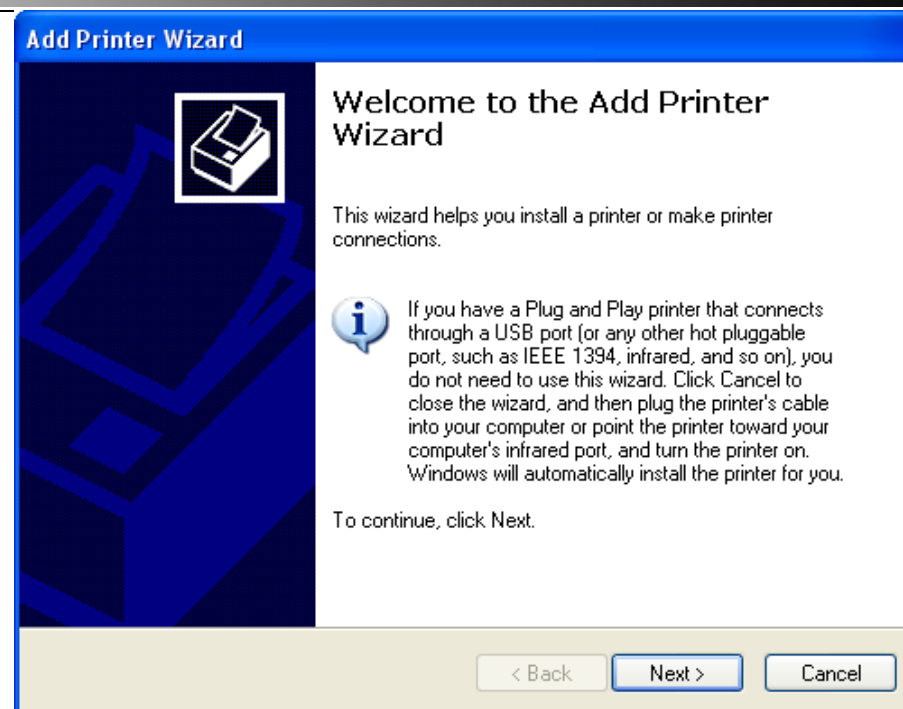 Add Printer Wizard
Welcome to the Add Printer
Wizard
This wizard helps you install a printer or make printer
connections.
If you have a Plug and Play printer that connects
through a USB port (or any other hot pluggable
port, such as IEEE 1394, infrared, and so on), you
do not need to use this wizard. Click Cancel to
close the wizard, and then plug the printer's cable
into your computer or point the printer toward your
computer's infrared port, and turn the printer on.
Windows will automatically install the printer for you.
To continue, click Next.
< Back
Next >
Cancel